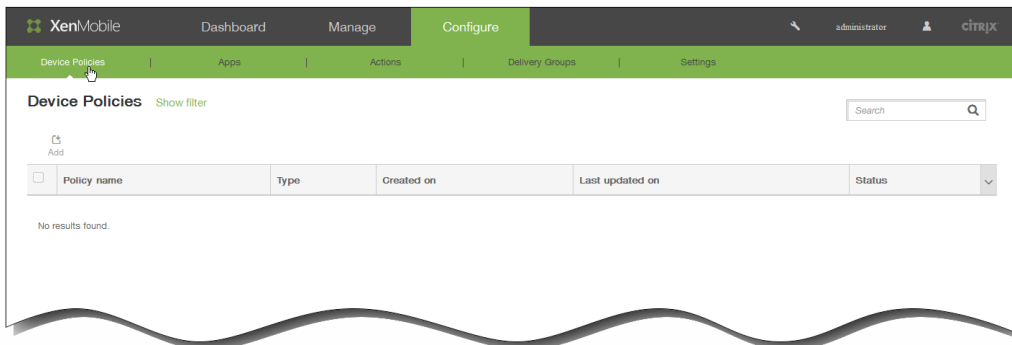 XenMobile Dashboard Manage Configure administrator CITRIX
Device Policies | Apps | Actions | Delivery Groups | Settings
Device Policies Show filter
Search
Add
Policy name Type Created on Last updated on Status
No results found.